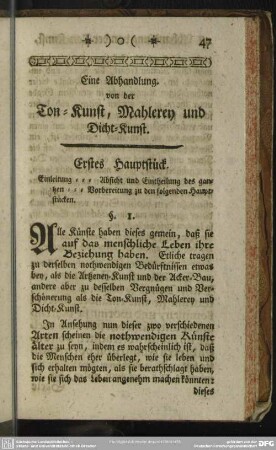 ) o (
47
Eine Abhandlung.
von der
Ton-Kunst, Mahlerey und
Dicht-Kunst.
Erstes Hauptstück.
Einleitung = = = Absicht und Eintheilung des gan-
tzen = = = Vorbereitung zu den folgenden Haupt-
stücken.
§. 1.
Alle Künste haben dieses gemein, daß sie
auf das menschliche Leben ihre
Beziehung haben. Etliche tragen
zu derselben nothwendigen Bedürfnissen etwas
bey, als die Artzeney-Kunst und der Acker-Bau,
andere aber zu desselben Vergnügen und Ver-
schönerung als die Ton-Kunst, Mahlerey und
Dicht-Kunst.
In Ansehung nun dieser zwo verschiedenen
Arten scheinen die nothwendigen Künste
älter zu seyn, indem es wahrscheinlich ist, daß
die Menschen eher überlegt, wie sie leben und
sich erhalten mögten, als sie berathschlagt haben,
wie sie sich das Leben angenehm machen könnten:
dieses